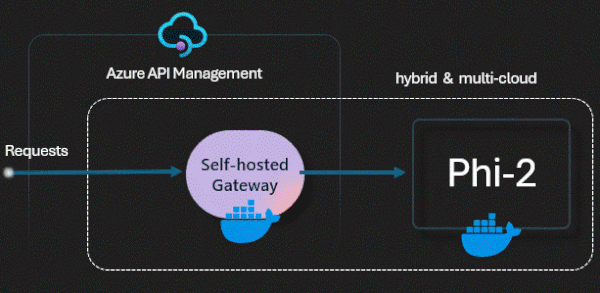 Azure API Management
hybrid & multi-cloud
Requests
Self-hosted
Gateway
Phi-2